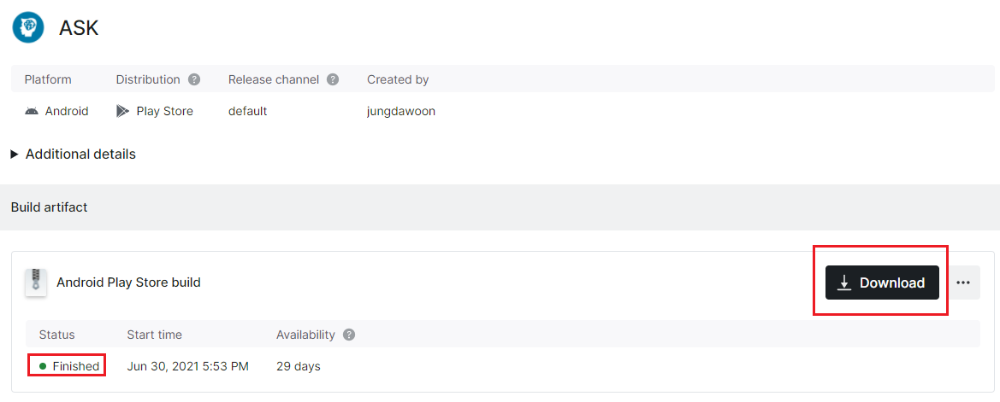 ASK
Platform Distribution ? Release channel ? Created by
Android Play Store default jungdawoon
Additional details
Build artifact
Android Play Store build Download ...
Status Start time Availability ?
Finished Jun 30, 2021 5:53 PM 29 days